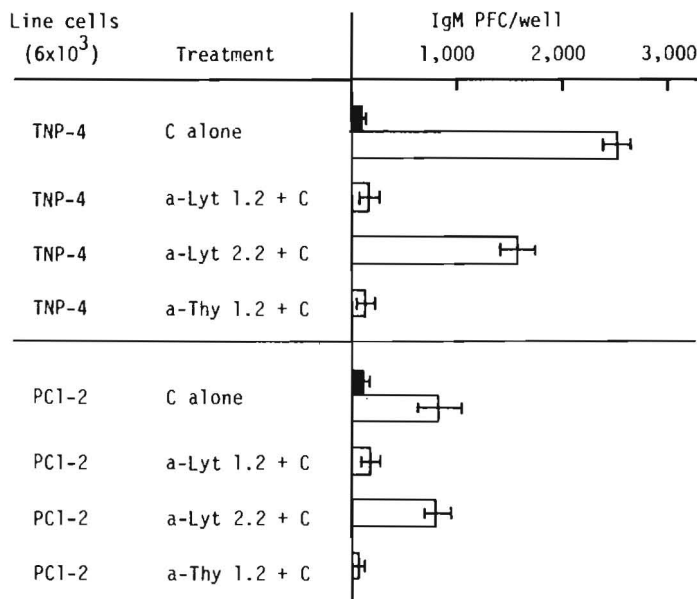 Line cells IgM PFC/well
(6x10³) Treatment 1,000 2,000 3,000
TNP-4 C alone
TNP-4 a-Lyt 1.2 + C
TNP-4 a-Lyt 2.2 + C
TNP-4 a-Thy 1.2 + C
PC1-2 C alone
PC1-2 a-Lyt 1.2 + C
PC1-2 a-Lyt 2.2 + C
PC1-2 a-Thy 1.2 + C